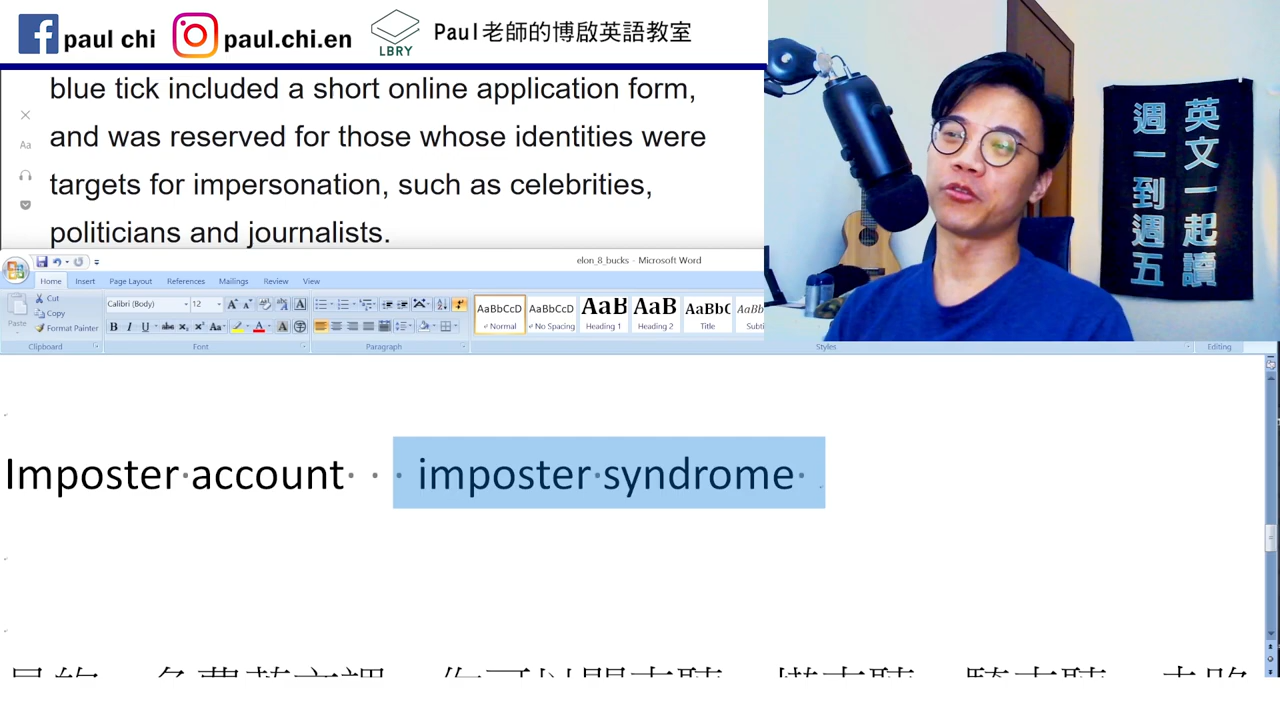 paul chi
paul.chi.en
LBRY
Paul老師的博啟英語教室
blue tick included a short online application form,
and was reserved for those whose identities were
targets for impersonation, such as celebrities,
politicians and journalists.
英文一起讀
週一到週五
elon_8_bucks - Microsoft Word
Home Insert Page Layout References Mailings Review View
Paste
Cut
Copy
Format Painter
Clipboard
Calibri (Body) 12
Font
Paragraph
AaBbCcD Normal
AaBbCcD No Spacing
AaB Heading 1
AaB Heading 2
AaBbC Title
AaBb Subti
Styles
Editing
Imposter account imposter syndrome